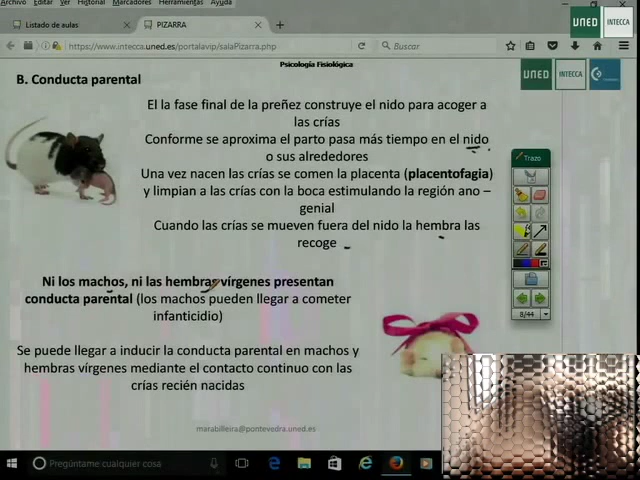 Archivo Editar Ver Historial Marcadores Herramientas Ayuda
Listado de aulas
PIZARRA
https://www.intecca.uned.es/portalavip/salaPizarra.php
Buscar
UNED
INTECCA
Psicología Fisiológica
UNED
INTECCA
B. Conducta parental
El la fase final de la preñez construye el nido para acoger a
las crías
Conforme se aproxima el parto pasa más tiempo en el nido
o sus alrededores
Una vez nacen las crías se comen la placenta (placentofagia)
y limpian a las crías con la boca estimulando la región ano –
genial
Cuando las crías se mueven fuera del nido la hembra las
recoge
Ni los machos, ni las hembras vírgenes presentan
conducta parental (los machos pueden llegar a cometer
infanticidio)
Se puede llegar a inducir la conducta parental en machos y
hembras vírgenes mediante el contacto continuo con las
crías recién nacidas
marabilleira@pontevedra.uned.es
Trazo
8/44
Pregúntame cualquier cosa